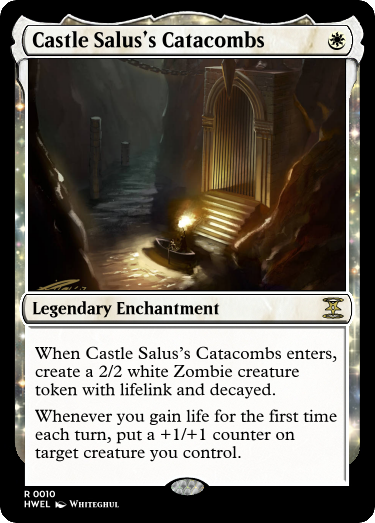 Castle Salus's Catacombs
Legendary Enchantment
When Castle Salus's Catacombs enters,
create a 2/2 white Zombie creature
token with lifelink and decayed.
Whenever you gain life for the first time
each turn, put a +1/+1 counter on
target creature you control.
R 0010
HWEL Whiteghul